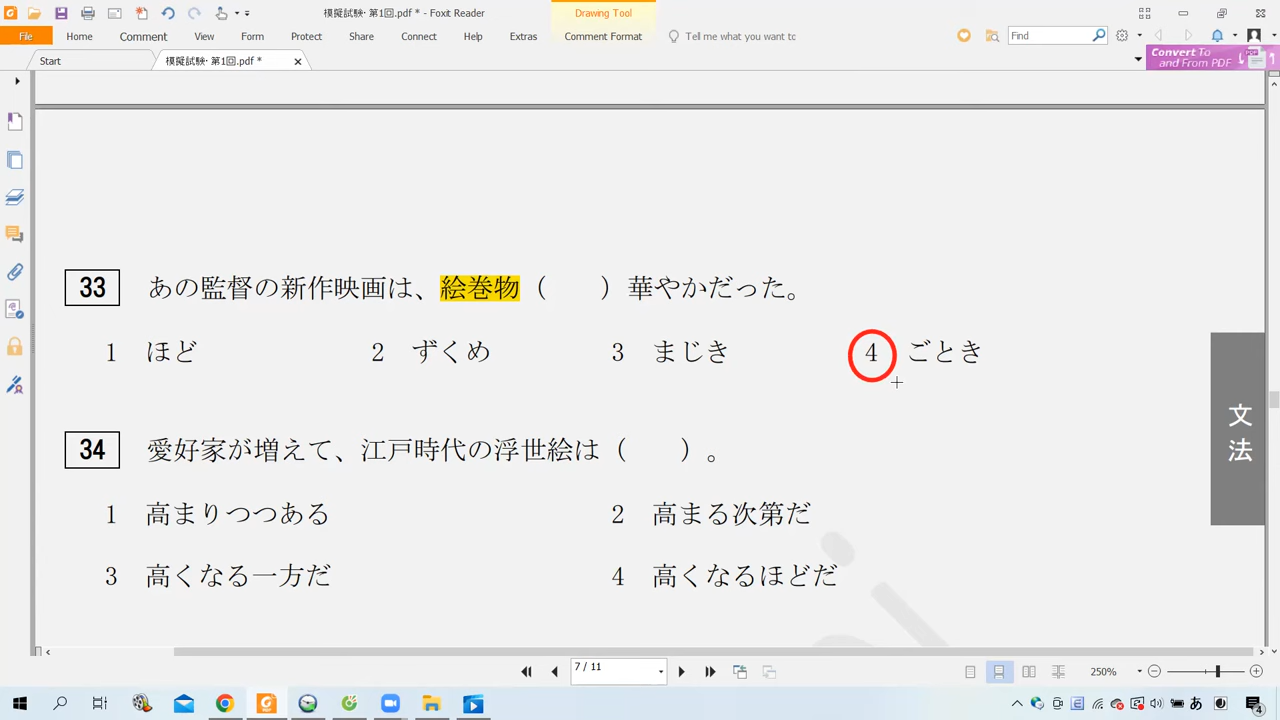 模擬試験· 第1回.pdf * - Foxit Reader
Drawing Tool
File Home Comment View Form Protect Share Connect Help Extras Comment Format Tell me what you want to Find
Start 模擬試験· 第1回.pdf * Convert To
and From PDF
33 あの監督の新作映画は、絵巻物（　　）華やかだった。
1 ほど 2 ずくめ 3 まじき 4 ごとき
文法
34 愛好家が増えて、江戸時代の浮世絵は（　　）。
1 高まりつつある 2 高まる次第だ
3 高くなる一方だ 4 高くなるほどだ
7 / 11 250%
あ 4